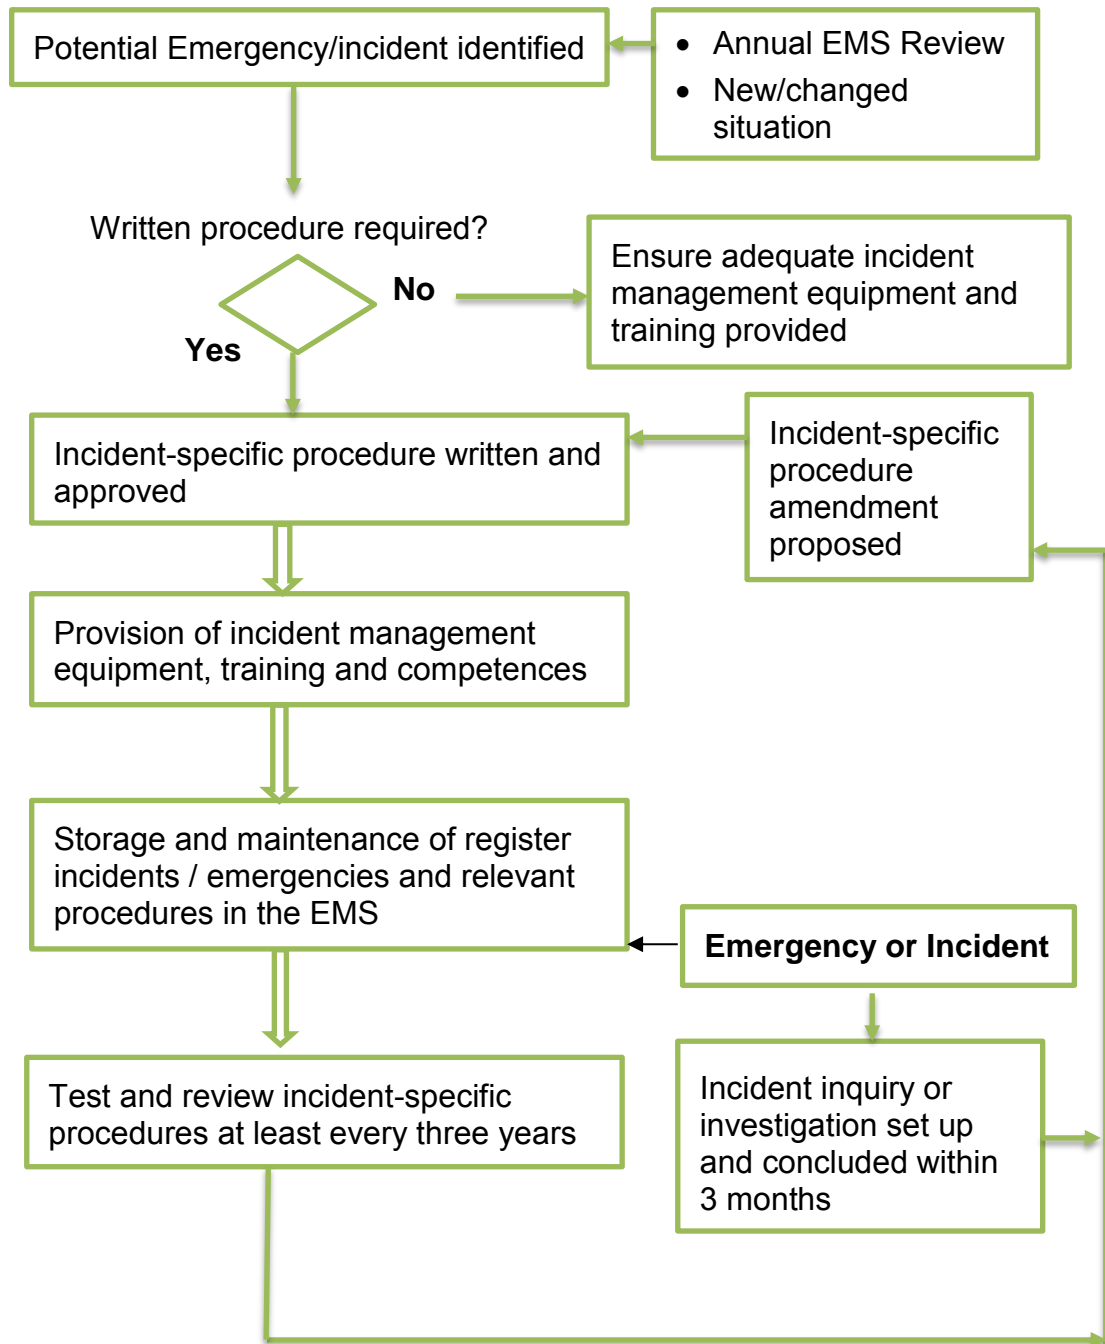 Potential Emergency/incident identified
• Annual EMS Review
• New/changed
situation
Written procedure required?
No
Yes
Ensure adequate incident
management equipment and
training provided
Incident-specific procedure written and
approved
Incident-specific
procedure
amendment
proposed
Provision of incident management
equipment, training and competences
Storage and maintenance of register
incidents / emergencies and relevant
procedures in the EMS
Emergency or Incident
Test and review incident-specific
procedures at least every three years
Incident inquiry or
investigation set up
and concluded within
3 months